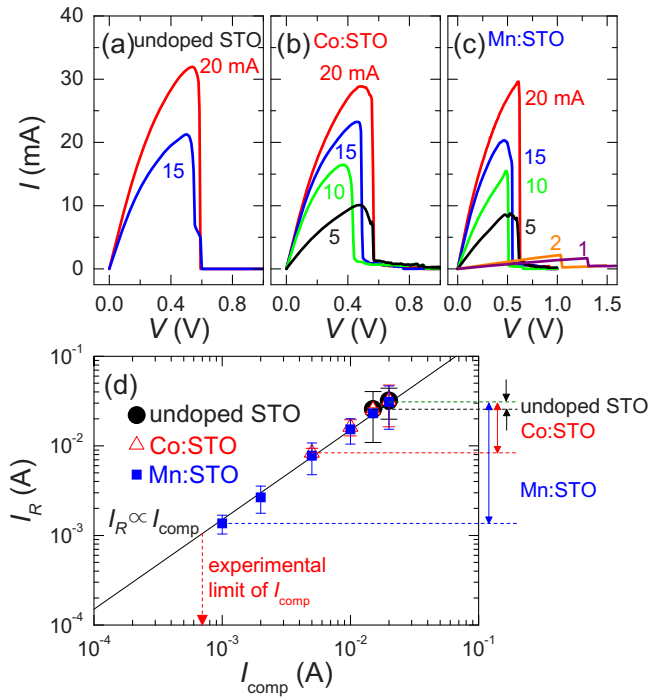 (a) undoped STO
(b) Co:STO
(c) Mn:STO
20 mA
15
20 mA
15
10
5
20 mA
15
10
5
2
1
40
30
20
10
0
I (mA)
0.0 0.4 0.8
0.0 0.4 0.8
0.0 0.5 1.0 1.5
V (V)
V (V)
V (V)
(d)
undoped STO
Co:STO
Mn:STO
I_R ∝ I_comp
experimental
limit of I_comp
undoped STO
Co:STO
Mn:STO
10^-1
10^-2
10^-3
10^-4
I_R (A)
10^-4 10^-3 10^-2 10^-1
I_comp (A)